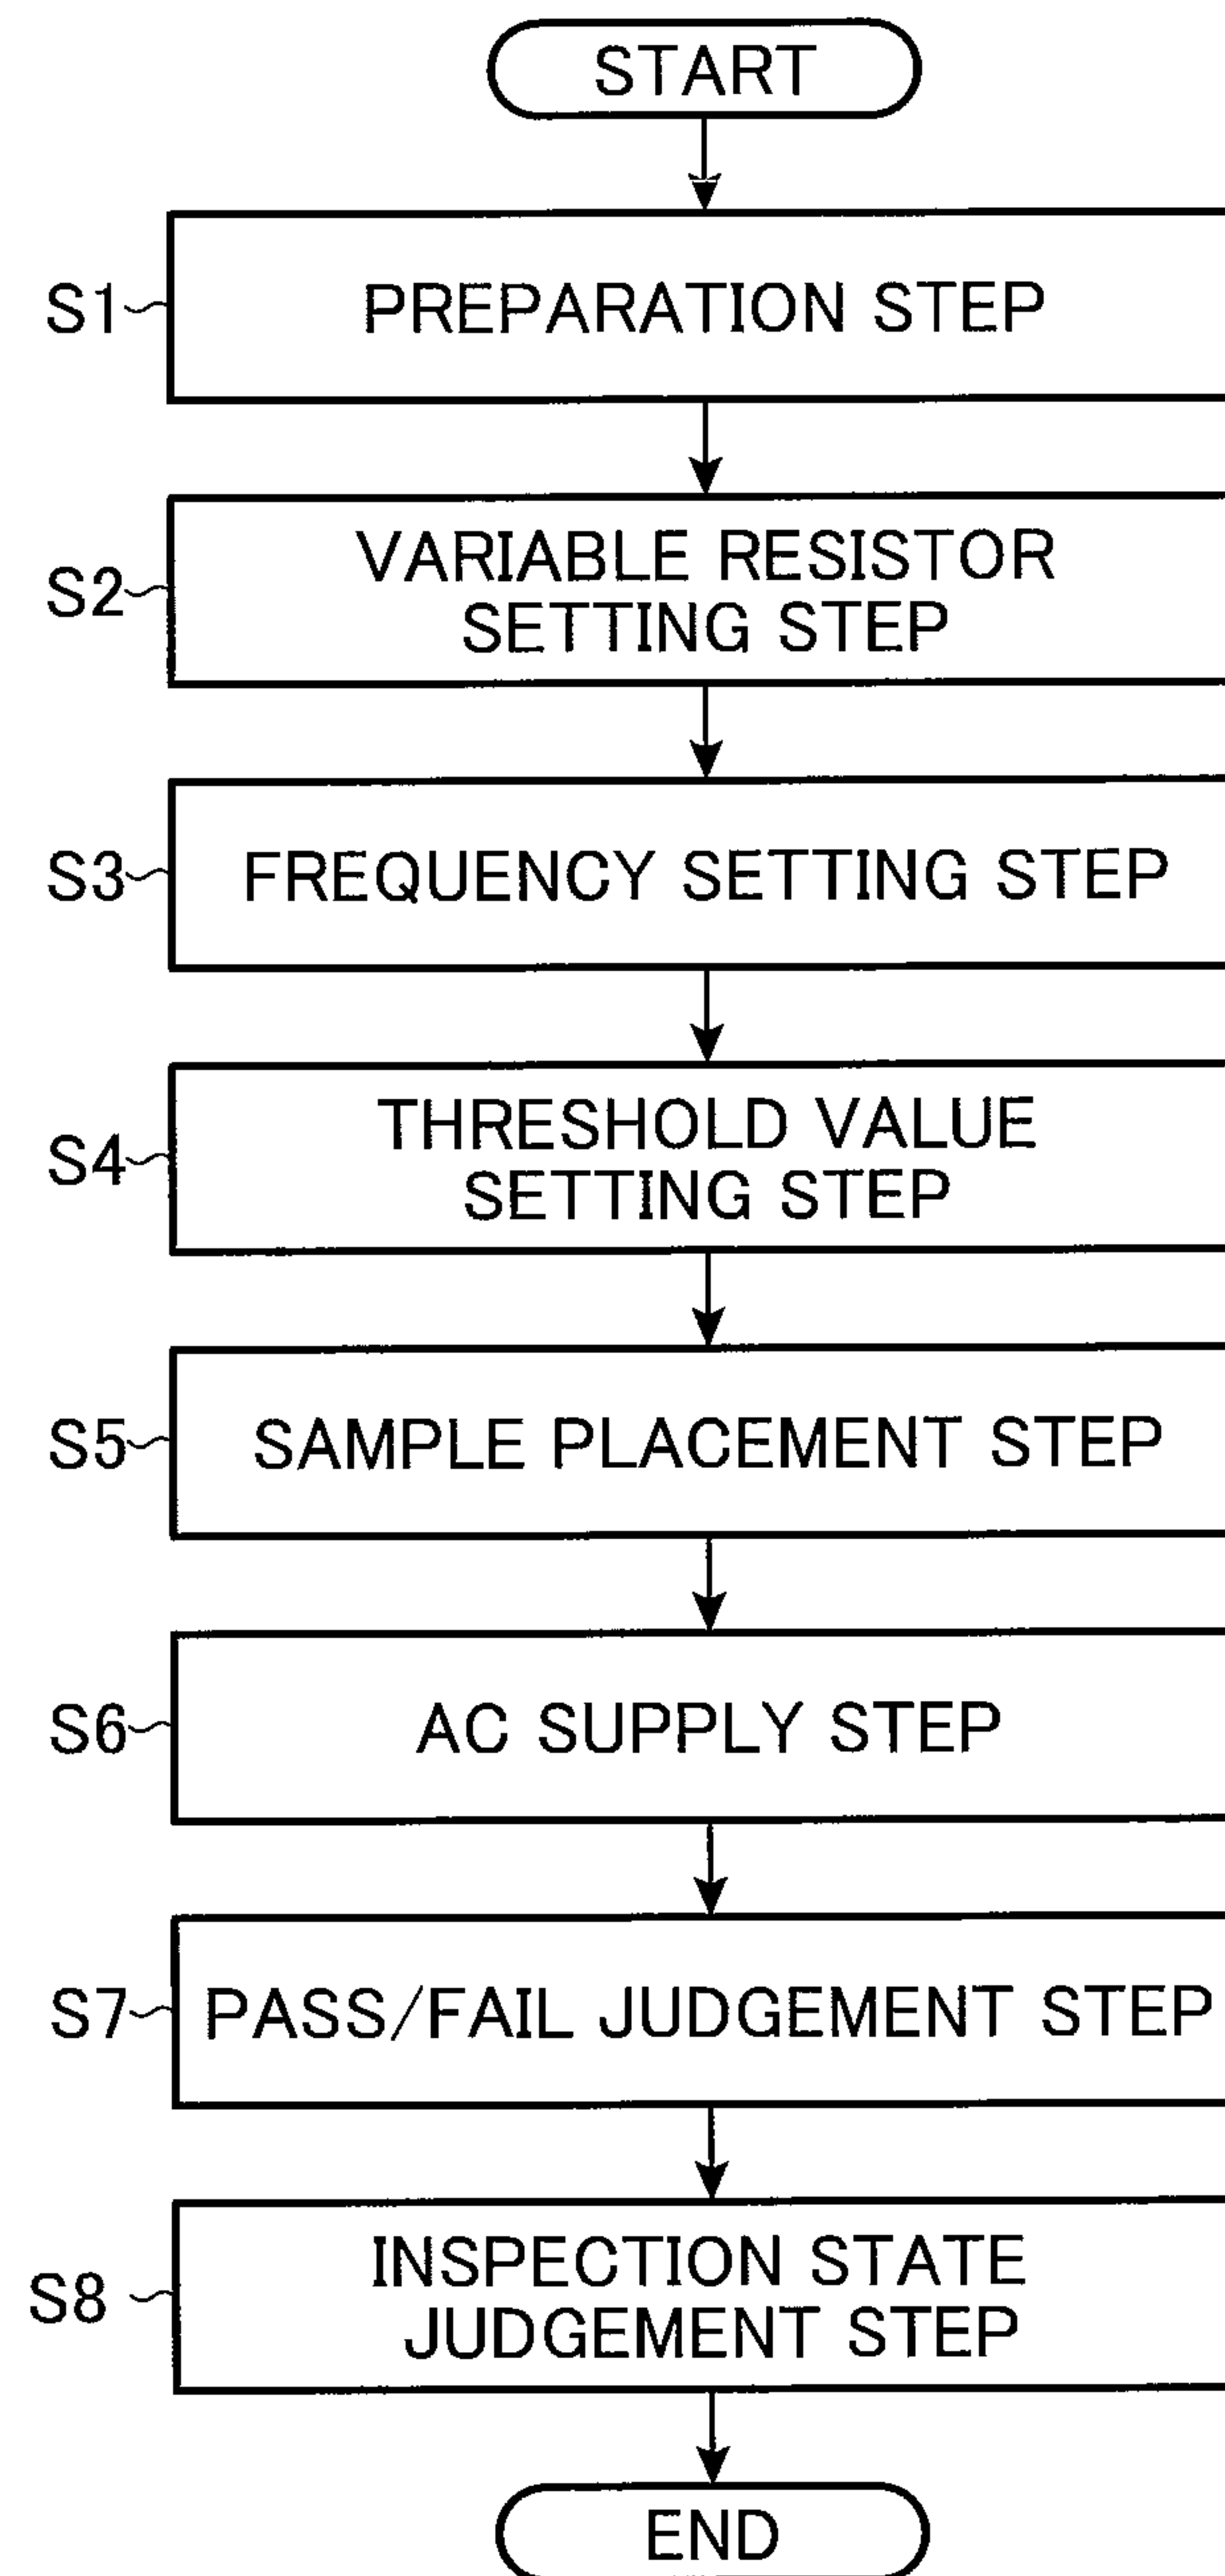 START
S1
PREPARATION STEP
S2
VARIABLE RESISTOR
SETTING STEP
S3
FREQUENCY SETTING STEP
S4
THRESHOLD VALUE
SETTING STEP
S5
SAMPLE PLACEMENT STEP
S6
AC SUPPLY STEP
S7
PASS/FAIL JUDGEMENT STEP
S8
INSPECTION STATE
JUDGEMENT STEP
END